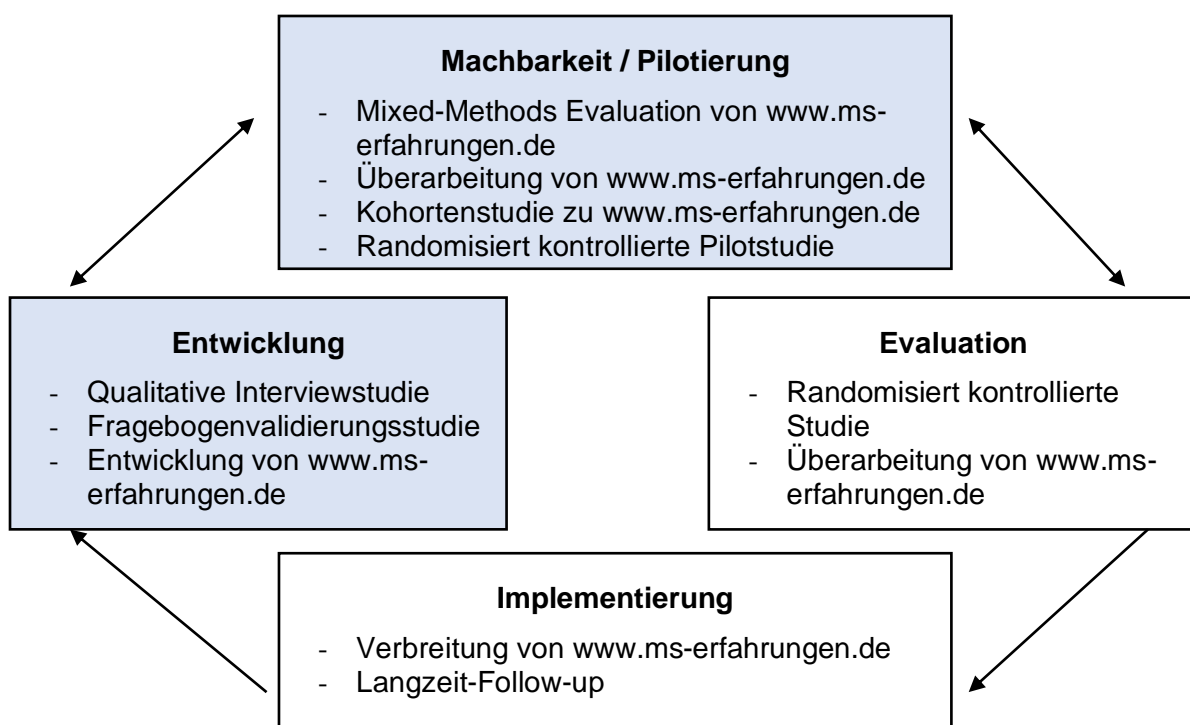 Machbarkeit / Pilotierung
- Mixed-Methods Evaluation von www.ms-
erfahrungen.de
- Überarbeitung von www.ms-erfahrungen.de
- Kohortenstudie zu www.ms-erfahrungen.de
- Randomisiert kontrollierte Pilotstudie
Entwicklung
- Qualitative Interviewstudie
- Fragebogenvalidierungsstudie
- Entwicklung von www.ms-
erfahrungen.de
Evaluation
- Randomisiert kontrollierte
Studie
- Überarbeitung von www.ms-
erfahrungen.de
Implementierung
- Verbreitung von www.ms-erfahrungen.de
- Langzeit-Follow-up